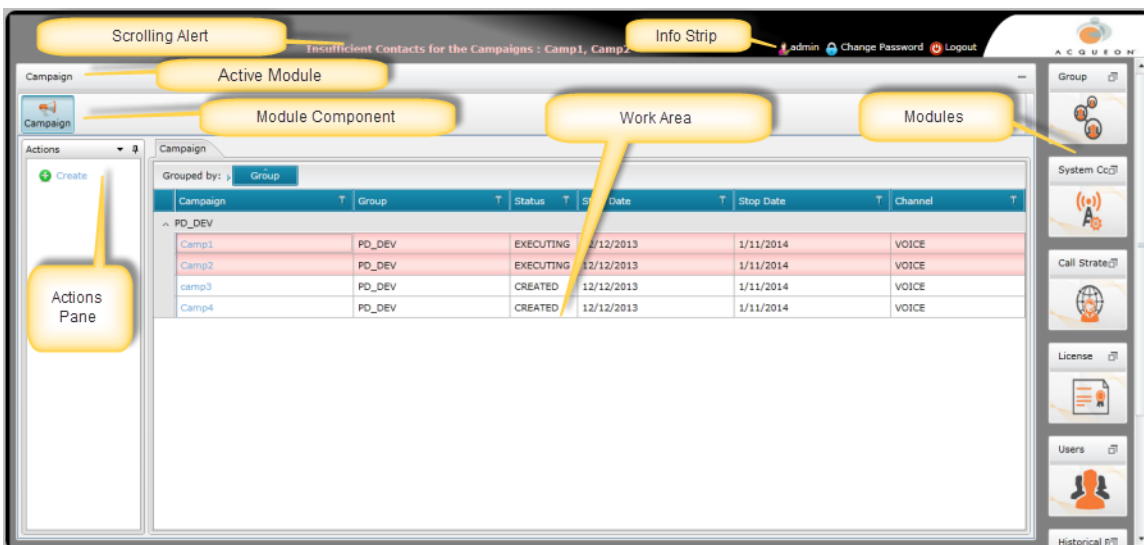 Scrolling Alert
Insufficient Contacts for the Campaigns : Camp1, Camp2
Info Strip
admin Change Password Logout
ACQUEON
Campaign
Active Module
Group
Campaign
Module Component
Work Area
Modules
Actions
Campaign
Create
Grouped by: Group
System Co
Campaign Group Status Date Stop Date Channel
PD_DEV
Camp1 PD_DEV EXECUTING 12/12/2013 1/11/2014 VOICE
Camp2 PD_DEV EXECUTING 12/12/2013 1/11/2014 VOICE
camp3 PD_DEV CREATED 12/12/2013 1/11/2014 VOICE
Camp4 PD_DEV CREATED 12/12/2013 1/11/2014 VOICE
Call Strate
Actions
Pane
License
Users
Historical